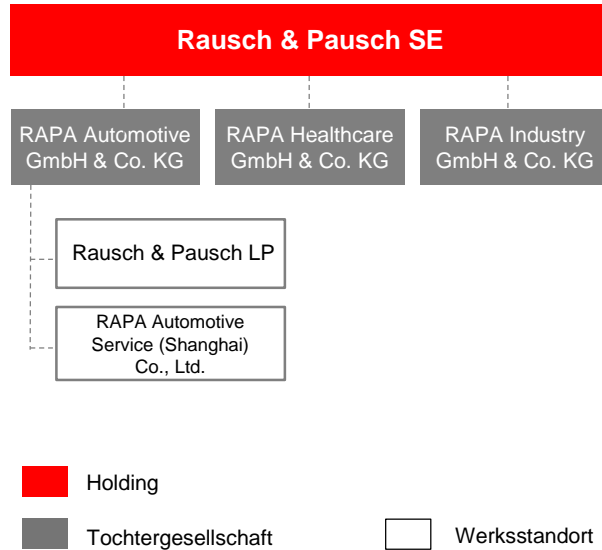 Rausch & Pausch SE
RAPA Automotive
GmbH & Co. KG
RAPA Healthcare
GmbH & Co. KG
RAPA Industry
GmbH & Co. KG
Rausch & Pausch LP
RAPA Automotive
Service (Shanghai)
Co., Ltd.
Holding
Tochtergesellschaft
Werksstandort